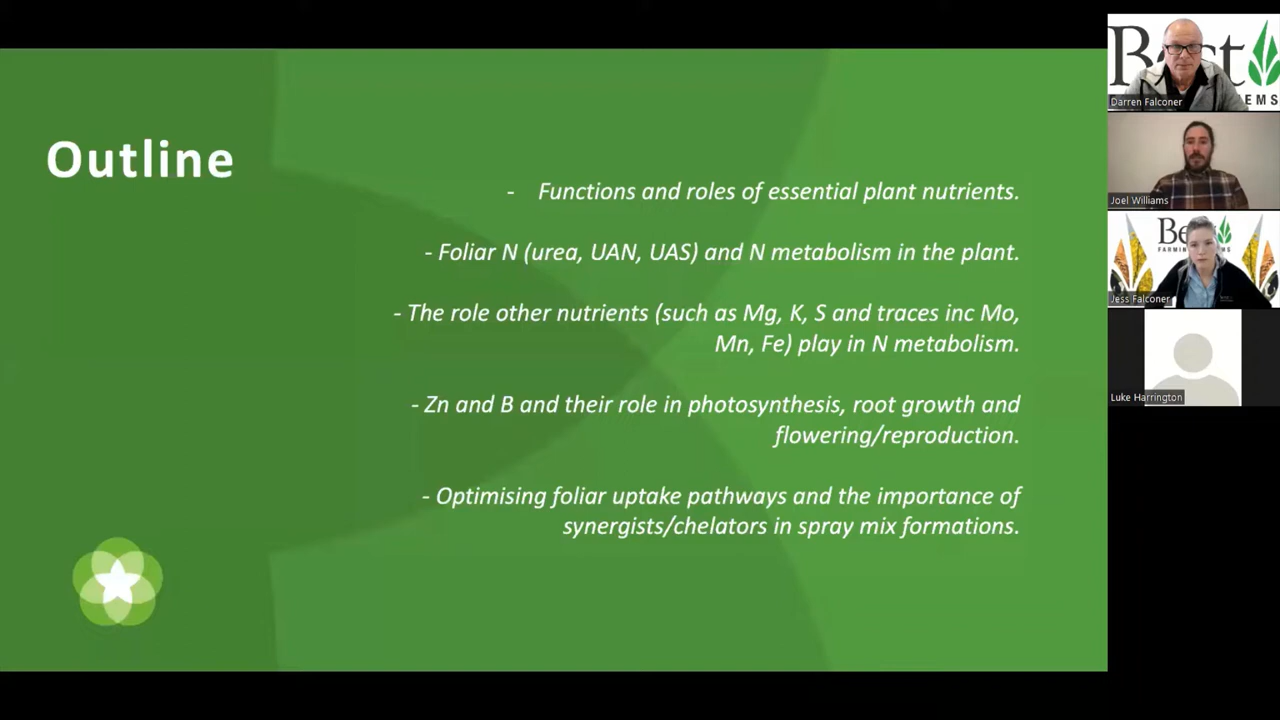 Outline
- Functions and roles of essential plant nutrients.
- Foliar N (urea, UAN, UAS) and N metabolism in the plant.
- The role other nutrients (such as Mg, K, S and traces inc Mo,
Mn, Fe) play in N metabolism.
- Zn and B and their role in photosynthesis, root growth and
flowering/reproduction.
- Optimising foliar uptake pathways and the importance of
synergists/chelators in spray mix formations.
Darren Falconer
Joel Williams
Jess Falconer
Luke Harrington